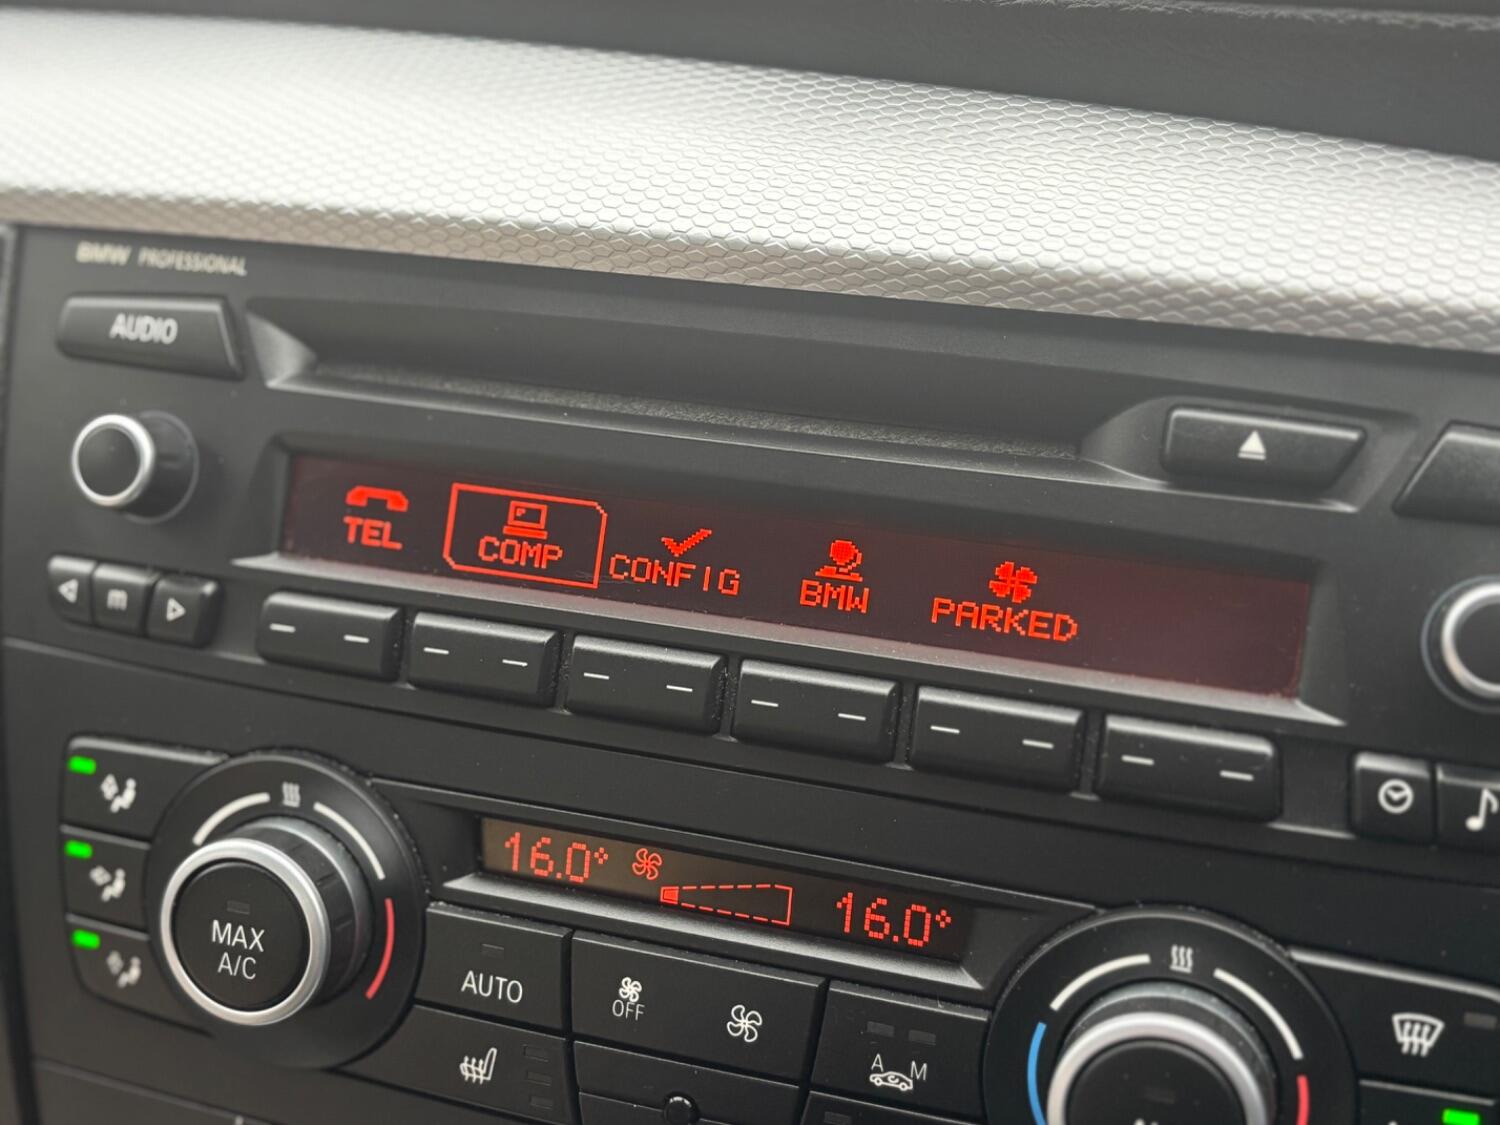 BMW PROFESSIONAL
AUDIO
TEL COMP CONFIG BMW PARKED
m
16.0° 16.0°
MAX
A/C
AUTO
OFF
A M